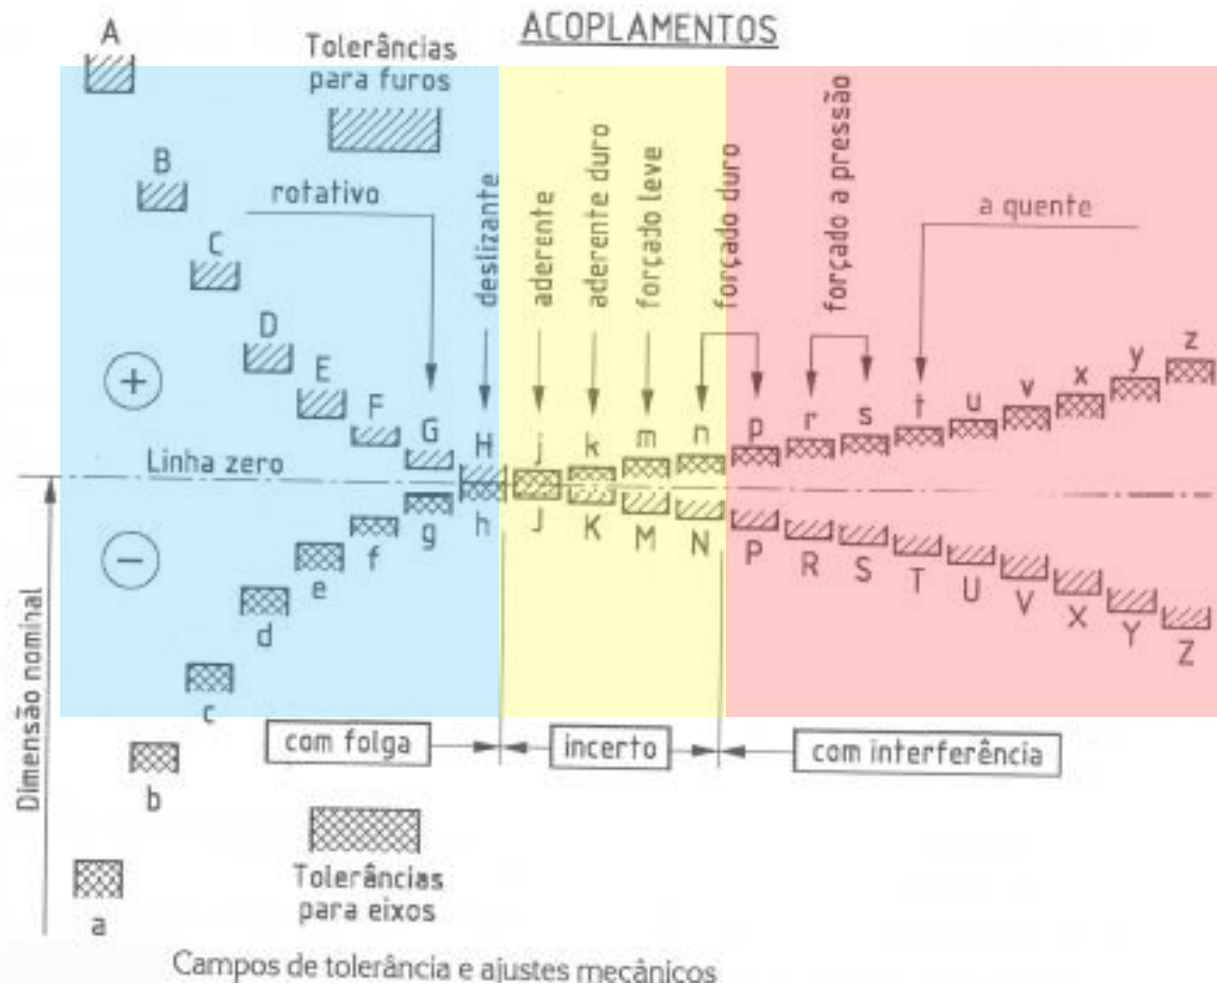 ACOPLAMENTOS
A
Tolerâncias
para furos
B
rotativo
C
D
E
F
G
H
deslizante
aderente
aderente duro
forçado leve
forçado duro
forçado a pressão
a quente
j
k
m
n
p
r
s
t
u
v
x
y
z
+
Linha zero
−
Dimensão nominal
a
b
c
d
e
f
g
h
J
K
M
N
P
R
S
T
U
V
X
Y
Z
com folga
incerto
com interferência
Tolerâncias
para eixos
Campos de tolerância e ajustes mecânicos